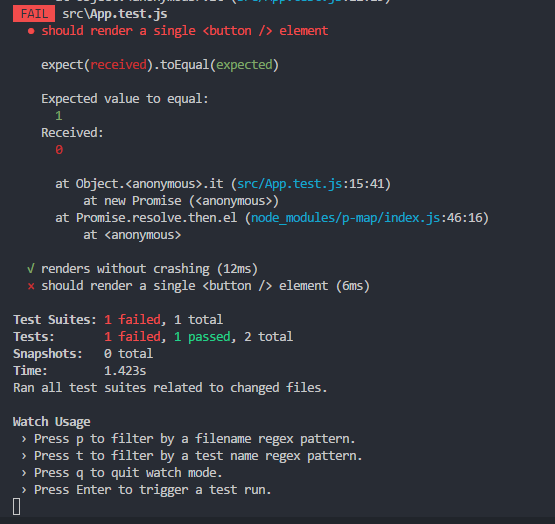 FAIL src\App.test.js
● should render a single <button /> element
expect(received).toEqual(expected)
Expected value to equal:
1
Received:
0
at Object.<anonymous>.it (src/App.test.js:15:41)
at new Promise (<anonymous>)
at Promise.resolve.then.el (node_modules/p-map/index.js:46:16)
at <anonymous>
√ renders without crashing (12ms)
× should render a single <button /> element (6ms)
Test Suites: 1 failed, 1 total
Tests: 1 failed, 1 passed, 2 total
Snapshots: 0 total
Time: 1.423s
Ran all test suites related to changed files.
Watch Usage
› Press p to filter by a filename regex pattern.
› Press t to filter by a test name regex pattern.
› Press q to quit watch mode.
› Press Enter to trigger a test run.